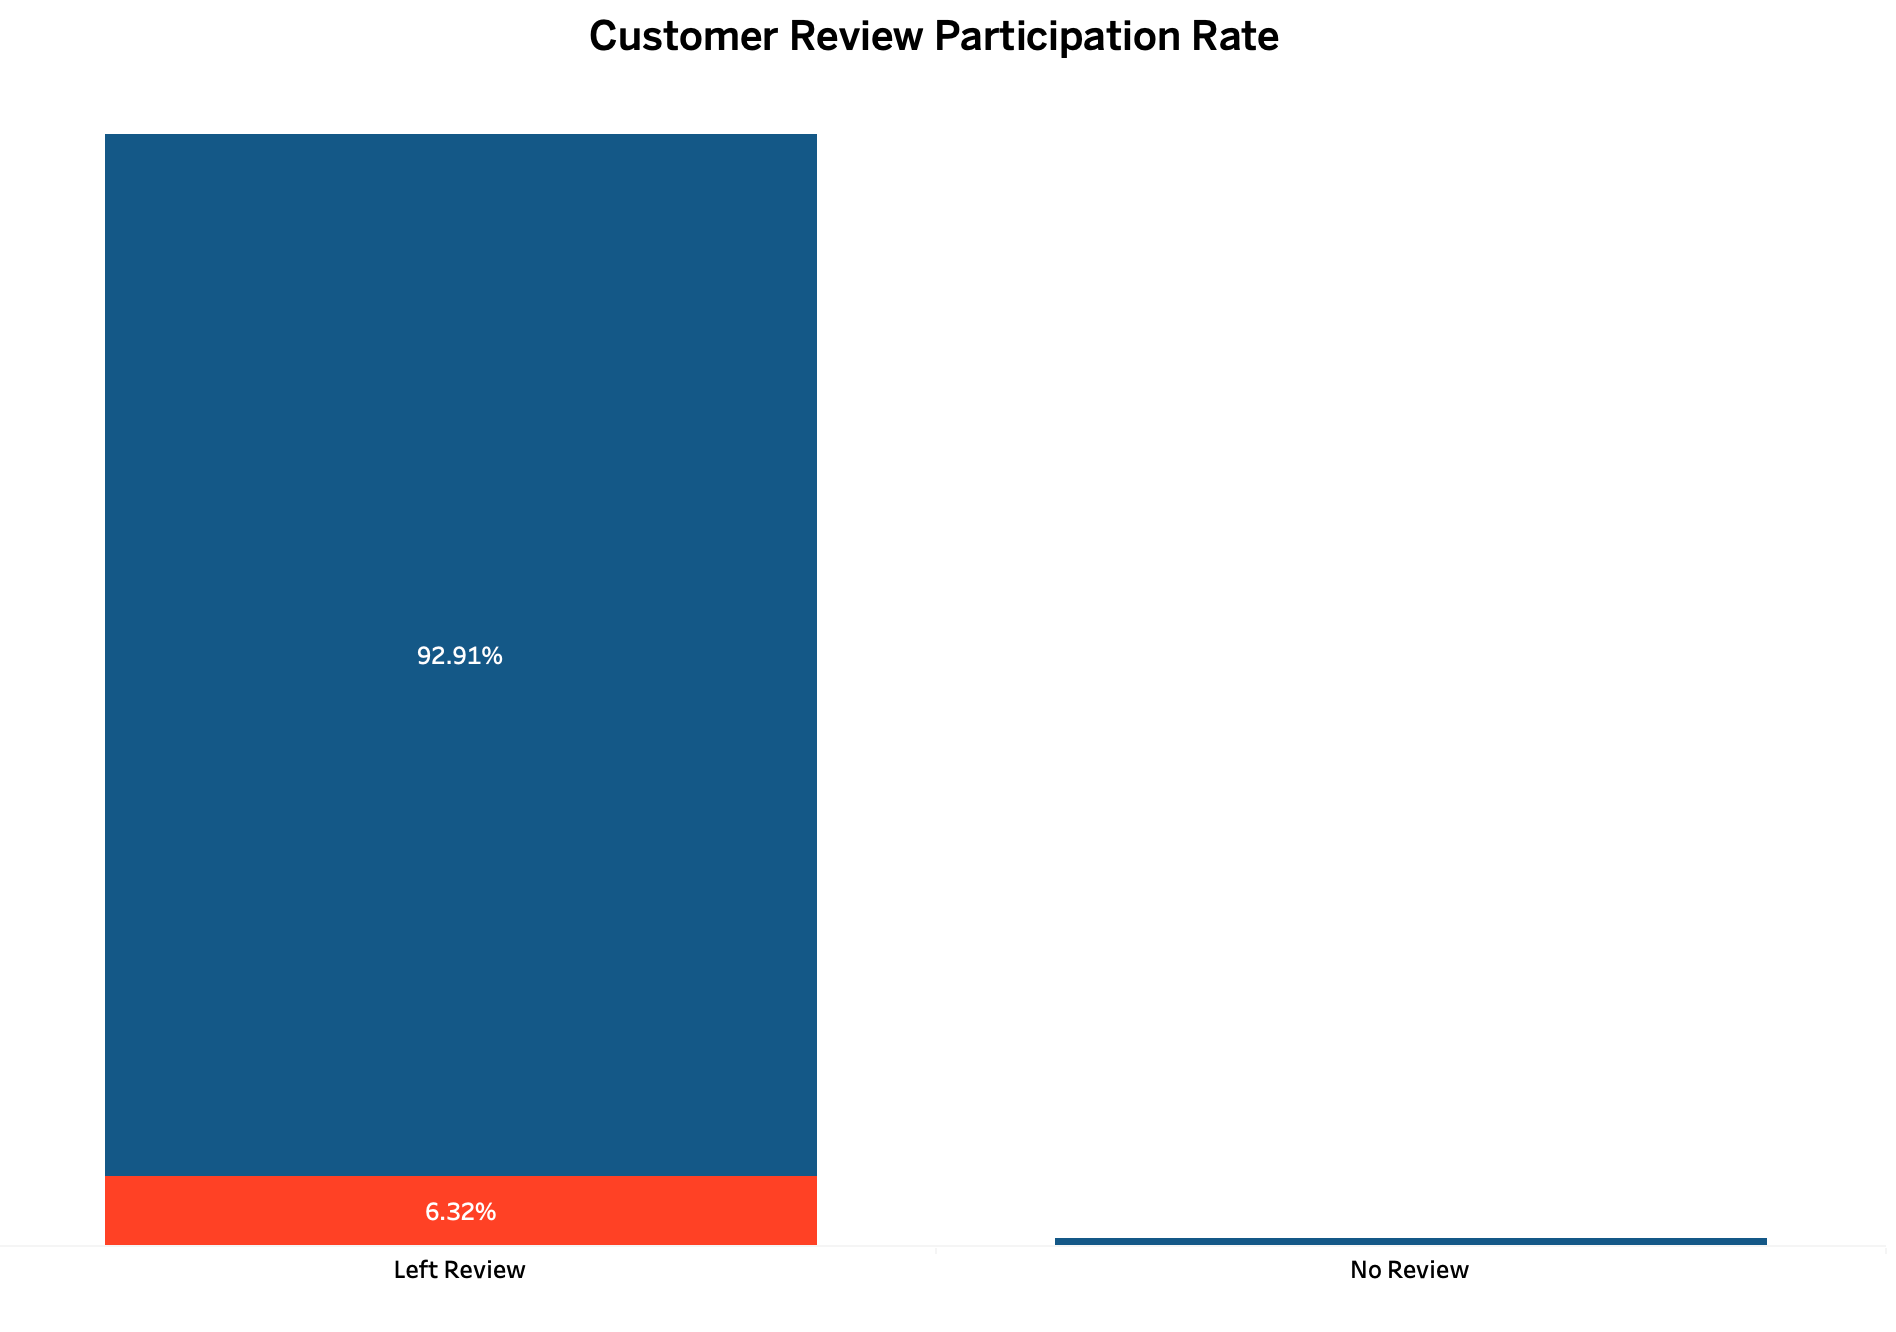 Customer Review Participation Rate
92.91%
6.32%
Left Review
No Review